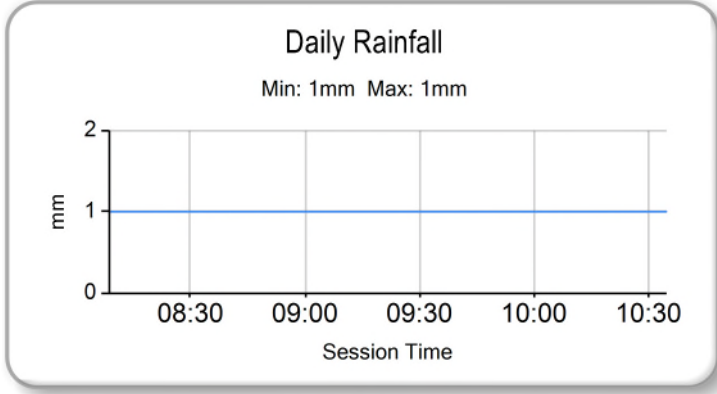 Daily Rainfall
Min: 1mm Max: 1mm
2
mm
1
0
08:30 09:00 09:30 10:00 10:30
Session Time